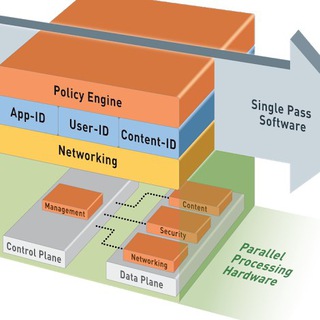 Policy Engine
App-ID
User-ID
Content-ID
Networking
Single Pass
Software
Management
Content
Security
Networking
Control Plane
Data Plane
Parallel
Processing
Hardware